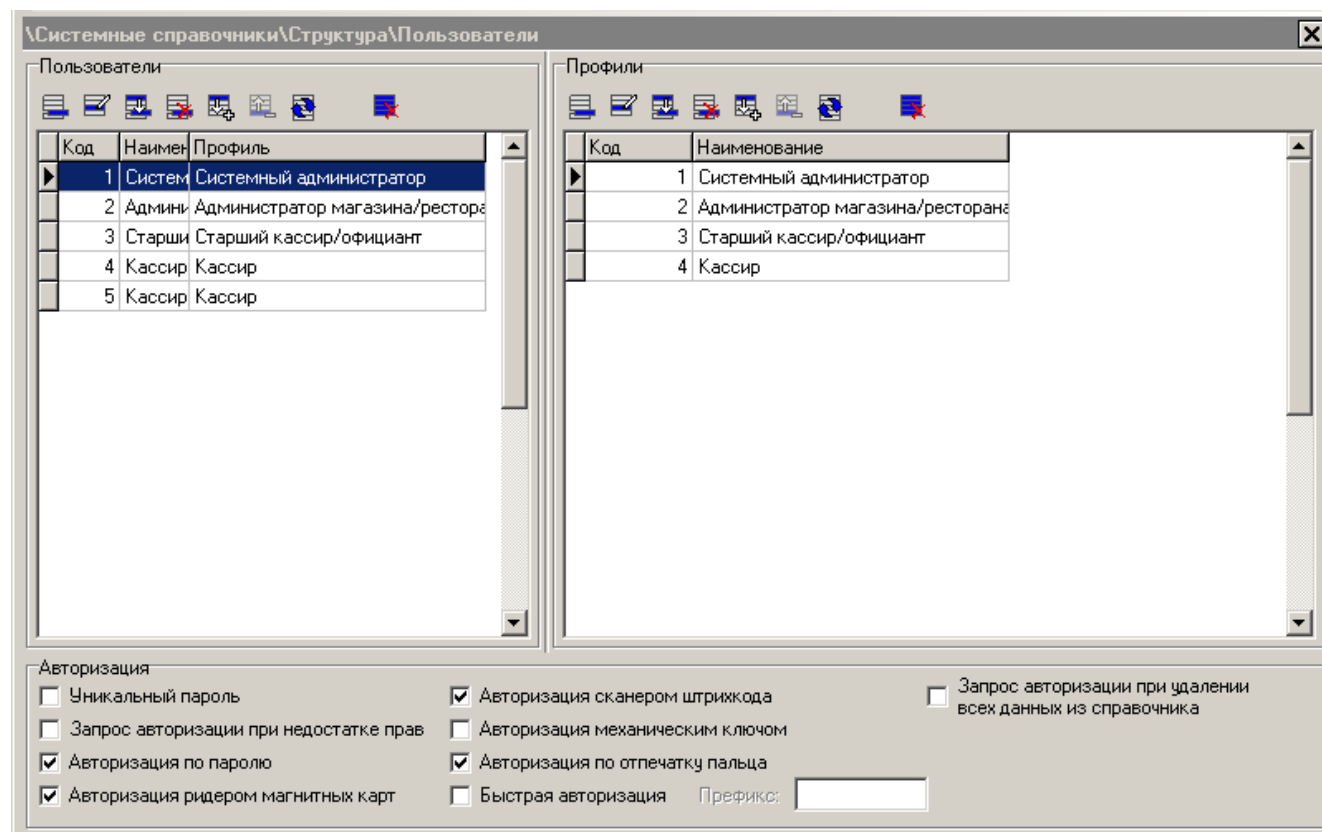 \Системные справочники\Структура\Пользователи
Пользователи
Код Наимен Профиль
1 Систем Системный администратор
2 Админи Администратор магазина/рестора
3 Старши Старший кассир/официант
4 Кассир Кассир
5 Кассир Кассир
Профили
Код Наименование
1 Системный администратор
2 Администратор магазина/ресторана
3 Старший кассир/официант
4 Кассир
Авторизация
Уникальный пароль
Запрос авторизации при недостатке прав
Авторизация по паролю
Авторизация ридером магнитных карт
Авторизация сканером штрихкода
Авторизация механическим ключом
Авторизация по отпечатку пальца
Быстрая авторизация Префикс:
Запрос авторизации при удалении
всех данных из справочника